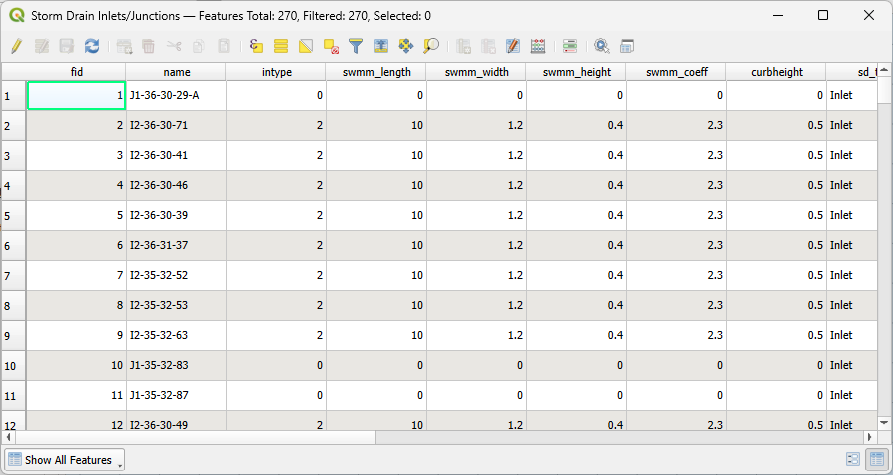 Storm Drain Inlets/Junctions — Features Total: 270, Filtered: 270, Selected: 0
fid name intype swmm_length swmm_width swmm_height swmm_coeff curbheight sd_t
1 1 J1-36-30-29-A 0 0 0 0 0 0 Inlet
2 2 I2-36-30-71 2 10 1.2 0.4 2.3 0.5 Inlet
3 3 I2-36-30-41 2 10 1.2 0.4 2.3 0.5 Inlet
4 4 I2-36-30-46 2 10 1.2 0.4 2.3 0.5 Inlet
5 5 I2-36-30-39 2 10 1.2 0.4 2.3 0.5 Inlet
6 6 I2-36-31-37 2 10 1.2 0.4 2.3 0.5 Inlet
7 7 I2-35-32-52 2 10 1.2 0.4 2.3 0.5 Inlet
8 8 I2-35-32-53 2 10 1.2 0.4 2.3 0.5 Inlet
9 9 I2-35-32-63 2 10 1.2 0.4 2.3 0.5 Inlet
10 10 J1-35-32-83 0 0 0 0 0 0 Inlet
11 11 J1-35-32-87 0 0 0 0 0 0 Inlet
12 12 I2-36-30-49 2 10 1.2 0.4 2.3 0.5 Inlet
Show All Features